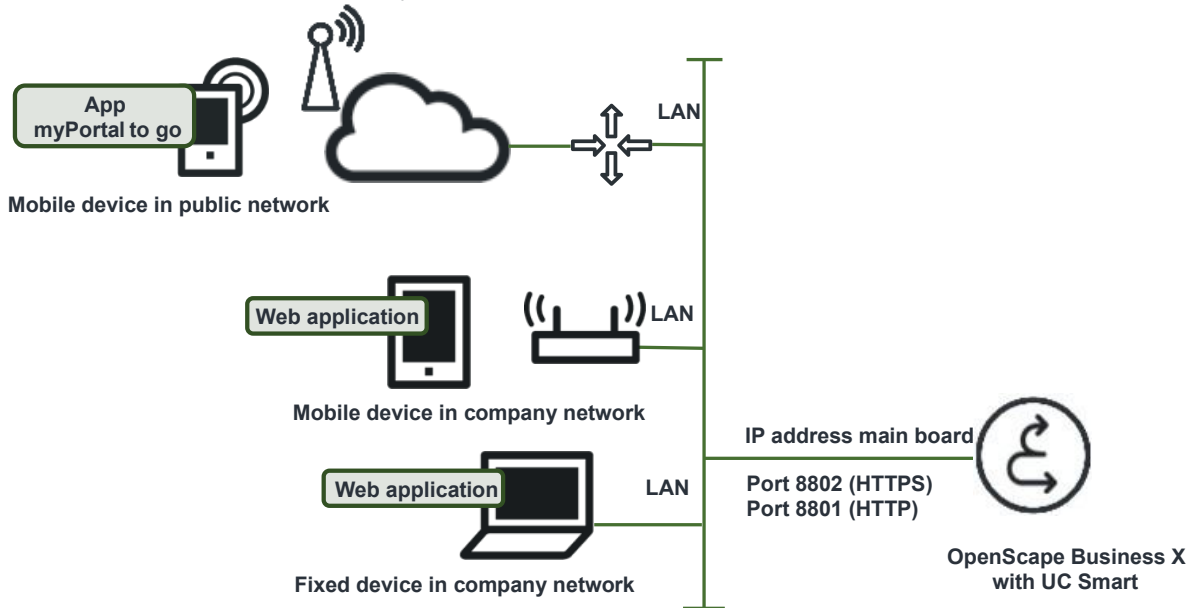 App
myPortal to go
LAN
Mobile device in public network
Web application
LAN
Mobile device in company network
IP address main board
Web application
LAN
Port 8802 (HTTPS)
Port 8801 (HTTP)
OpenScape Business X
with UC Smart
Fixed device in company network